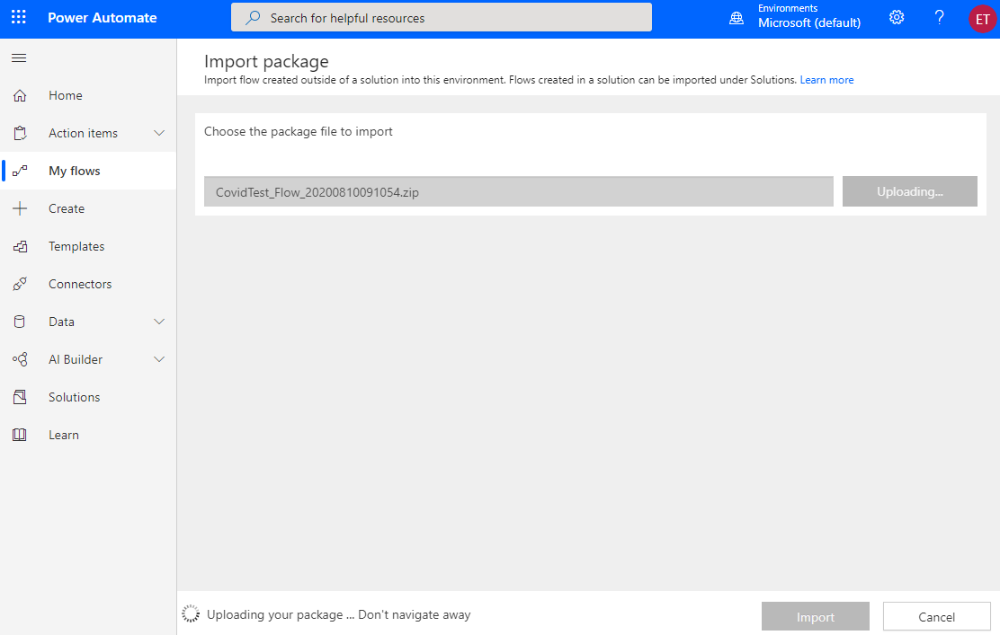 Power Automate
Search for helpful resources
Environments
Microsoft (default)
?
ET
Home
Action items
My flows
Create
Templates
Connectors
Data
AI Builder
Solutions
Learn
Import package
Import flow created outside of a solution into this environment. Flows created in a solution can be imported under Solutions. Learn more
Choose the package file to import
CovidTest_Flow_20200810091054.zip
Uploading...
Uploading your package ... Don't navigate away
Import
Cancel